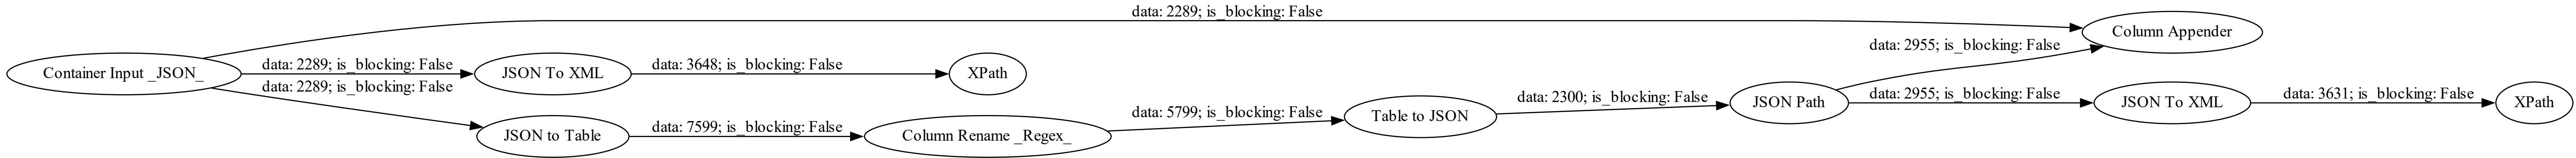 data: 2289; is_blocking: False
Column Appender
data: 2955; is_blocking: False
Container Input _JSON_
data: 2289; is_blocking: False
JSON To XML
data: 3648; is_blocking: False
XPath
data: 2289; is_blocking: False
JSON to Table
data: 7599; is_blocking: False
Column Rename _Regex_
data: 5799; is_blocking: False
Table to JSON
data: 2300; is_blocking: False
JSON Path
data: 2955; is_blocking: False
JSON To XML
data: 3631; is_blocking: False
XPath